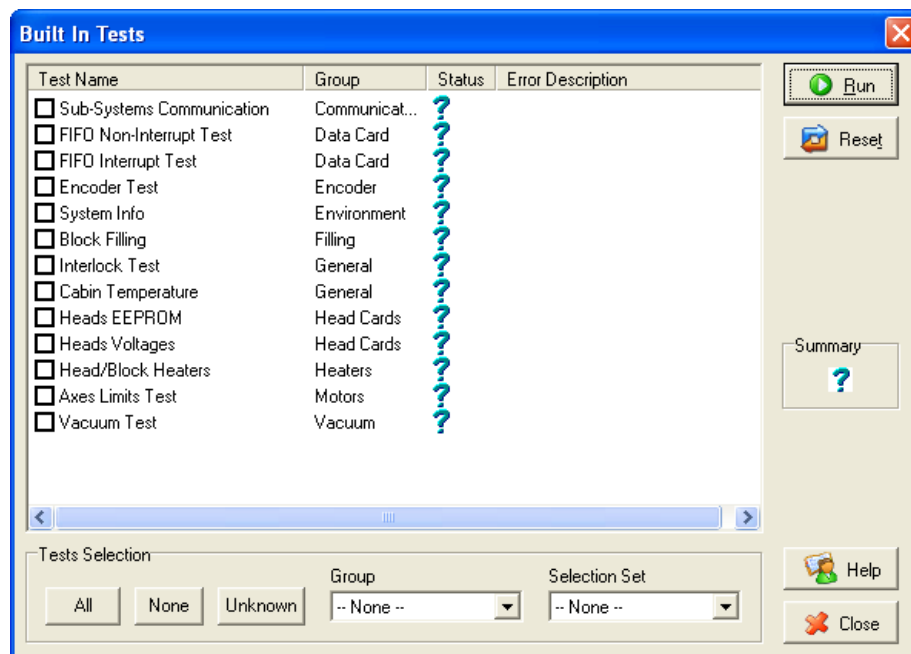 Built In Tests
Test Name Group Status Error Description
Sub-Systems Communication Communicat... ?
FIFO Non-Interrupt Test Data Card ?
FIFO Interrupt Test Data Card ?
Encoder Test Encoder ?
System Info Environment ?
Block Filling Filling ?
Interlock Test General ?
Cabin Temperature General ?
Heads EEPROM Head Cards ?
Heads Voltages Head Cards ?
Head/Block Heaters Heaters ?
Axes Limits Test Motors ?
Vacuum Test Vacuum ?
Run
Reset
Summary
?
Tests Selection
All None Unknown
Group
-- None --
Selection Set
-- None --
Help
Close